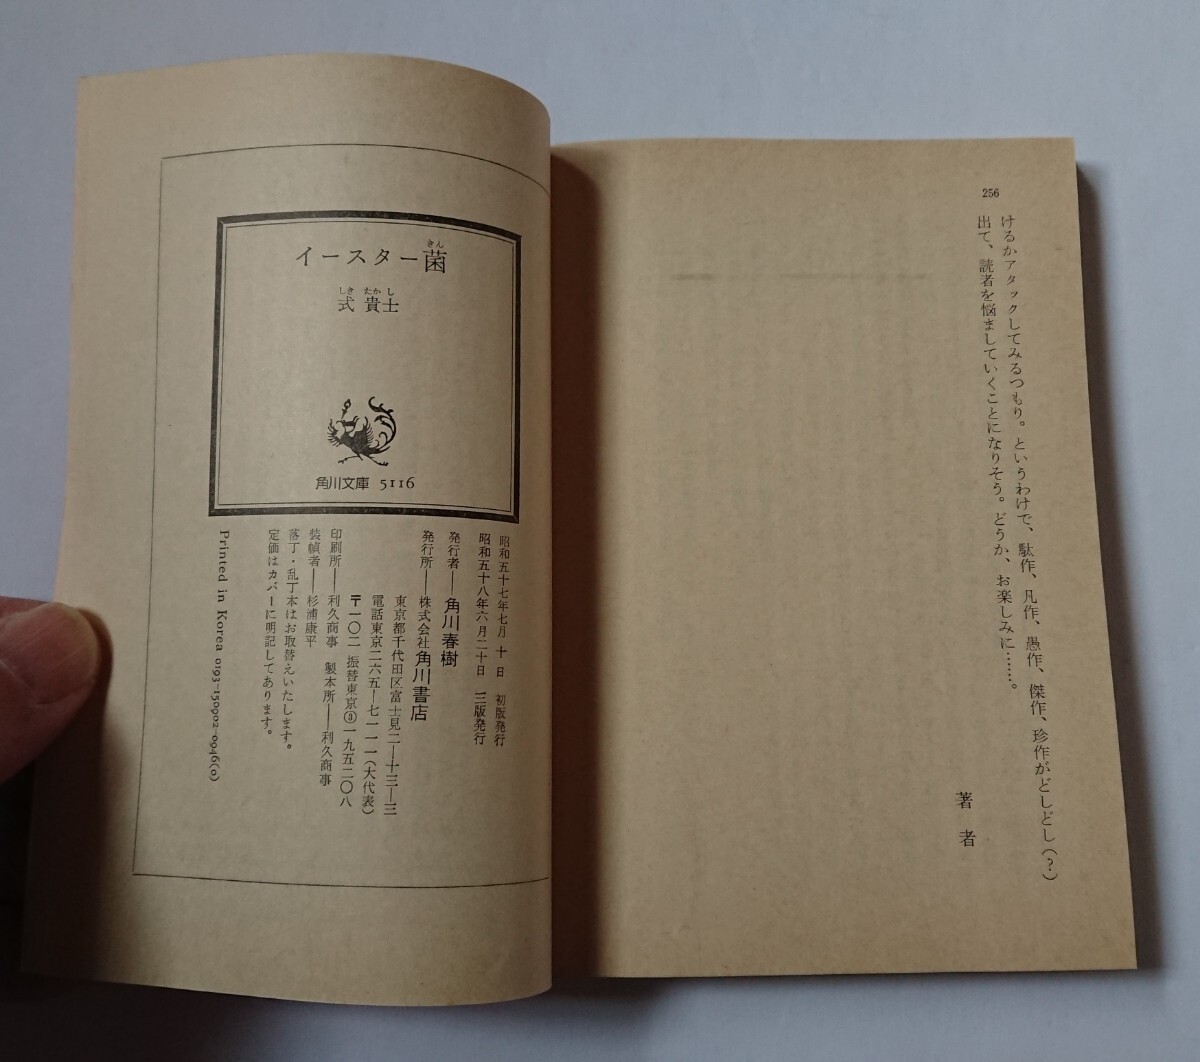 256
けるかアタックしてみるつもり。というわけで、駄作、凡作、愚作、傑作、珍作がどしどし(？)
出て、読者を悩ましていくことになりそう。どうか、お楽しみに……。
著者
イースター菌
きん
式貴士
しきたかし
角川文庫 5116
昭和五十七年七月十日 初版発行
昭和五十八年六月二十日 三版発行
発行者――角川春樹
発行所――株式会社角川書店
東京都千代田区富士見二―十三―三
電話東京二六五―七一一一(大代表)
〒一〇二 振替東京③一九五二〇八
印刷所――利久商事 製本所――利久商事
装幀者――杉浦康平
落丁・乱丁本はお取替えいたします。
定価はカバーに明記してあります。
Printed in Korea 0193-150902-0946(0)